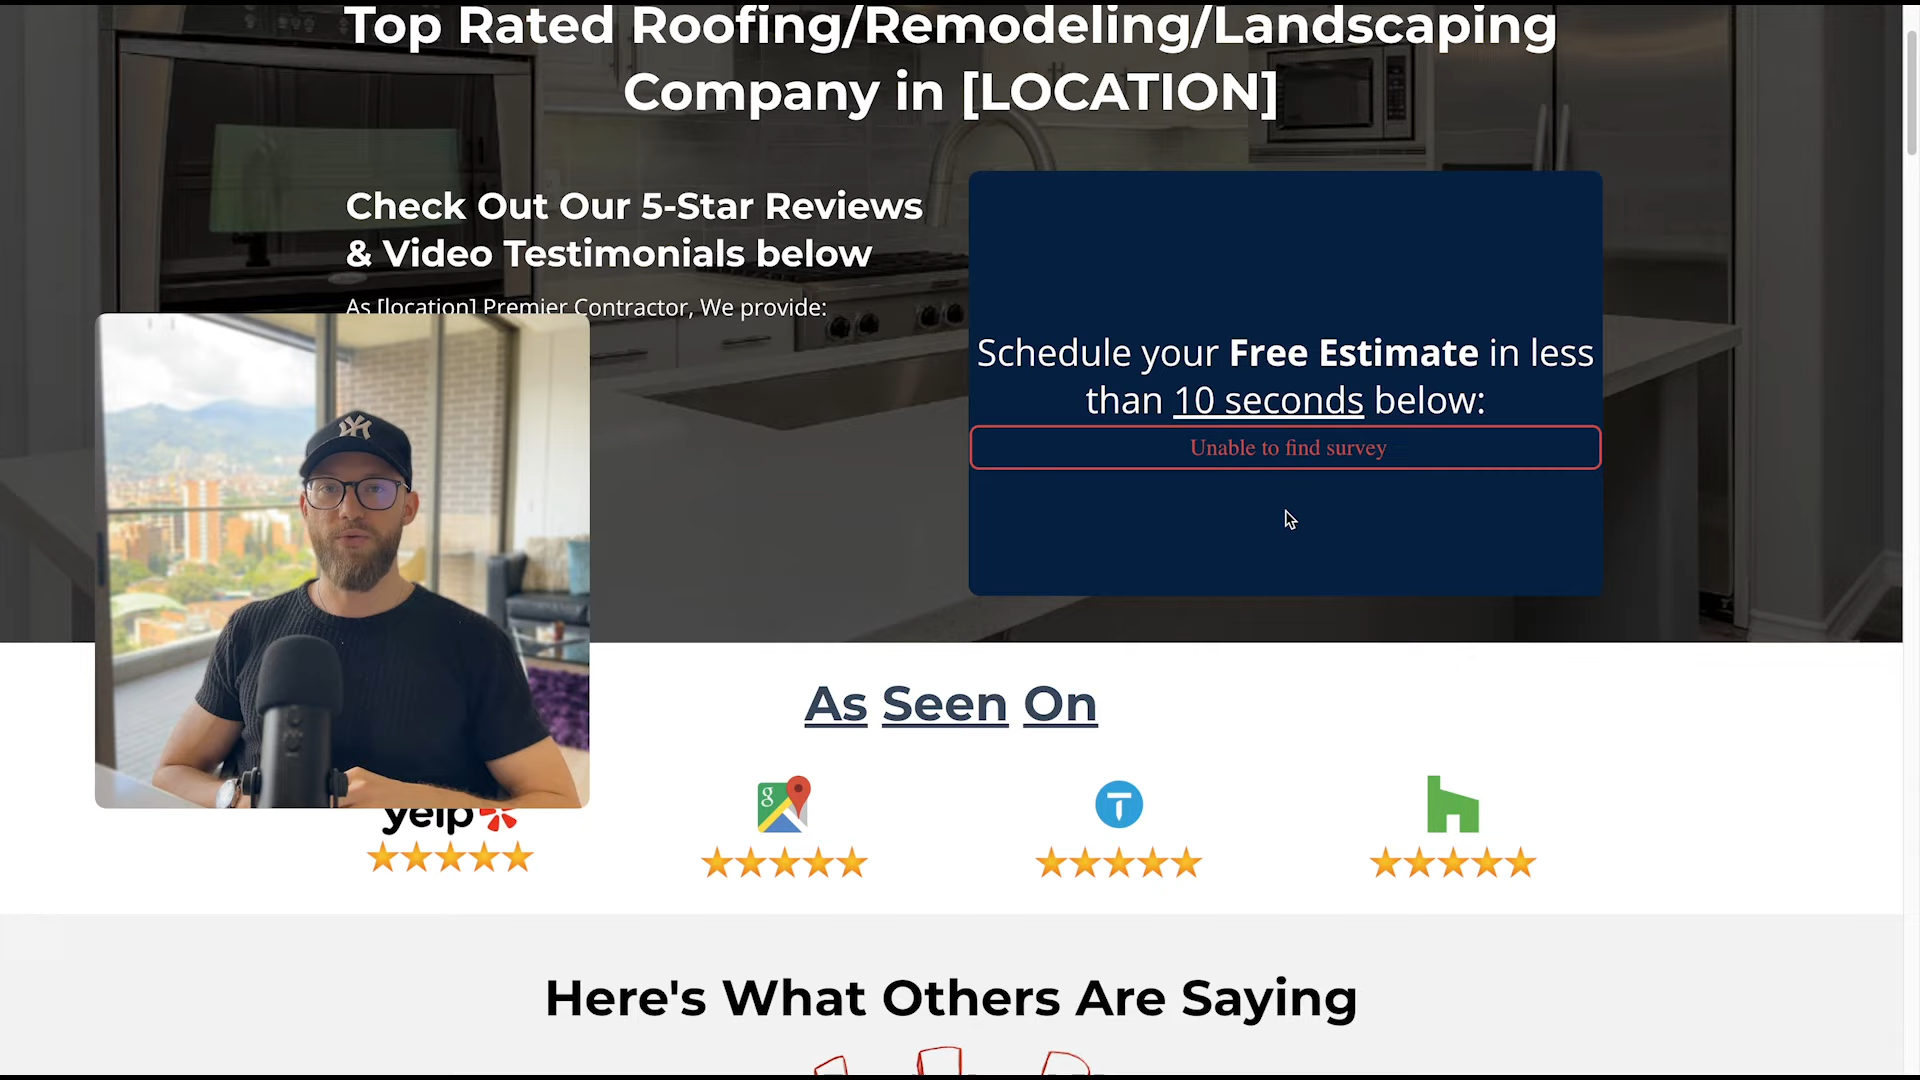 Top Rated Roofing/Remodeling/Landscaping
Company in [LOCATION]
Check Out Our 5-Star Reviews
& Video Testimonials below
As [location] Premier Contractor, We provide:
Schedule your Free Estimate in less
than 10 seconds below:
Unable to find survey
As Seen On
yelp
g
Here's What Others Are Saying